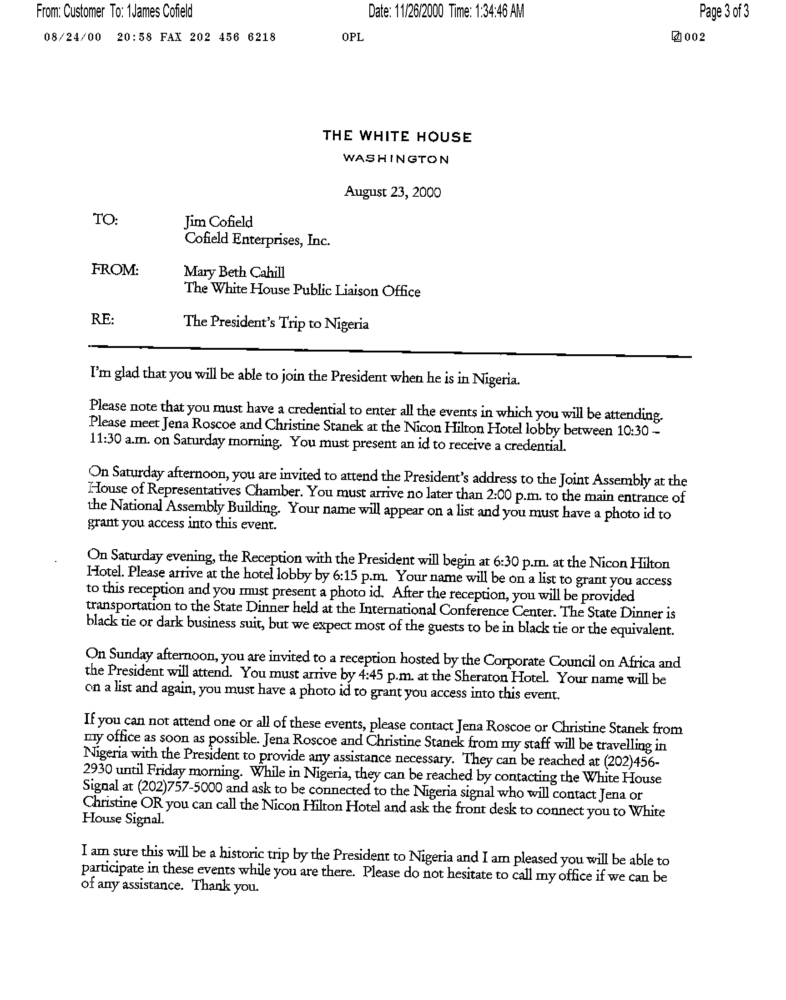 From: Customer To: 1James Cofield Date: 11/26/2000 Time: 1:34:46 AM Page 3 of 3
08/24/00 20:58 FAX 202 456 6218 OPL 002
THE WHITE HOUSE
WASHINGTON
August 23, 2000
TO: Jim Cofield
Cofield Enterprises, Inc.
FROM: Mary Beth Cahill
The White House Public Liaison Office
RE: The President's Trip to Nigeria
I'm glad that you will be able to join the President when he is in Nigeria.
Please note that you must have a credential to enter all the events in which you will be attending.
Please meet Jena Roscoe and Christine Stanek at the Nicon Hilton Hotel lobby between 10:30 –
11:30 a.m. on Saturday morning. You must present an id to receive a credential.
On Saturday afternoon, you are invited to attend the President's address to the Joint Assembly at the
House of Representatives Chamber. You must arrive no later than 2:00 p.m. to the main entrance of
the National Assembly Building. Your name will appear on a list and you must have a photo id to
grant you access into this event.
On Saturday evening, the Reception with the President will begin at 6:30 p.m. at the Nicon Hilton
Hotel. Please arrive at the hotel lobby by 6:15 p.m. Your name will be on a list to grant you access
to this reception and you must present a photo id. After the reception, you will be provided
transportation to the State Dinner held at the International Conference Center. The State Dinner is
black tie or dark business suit, but we expect most of the guests to be in black tie or the equivalent.
On Sunday afternoon, you are invited to a reception hosted by the Corporate Council on Africa and
the President will attend. You must arrive by 4:45 p.m. at the Sheraton Hotel. Your name will be
on a list and again, you must have a photo id to grant you access into this event.
If you can not attend one or all of these events, please contact Jena Roscoe or Christine Stanek from
my office as soon as possible. Jena Roscoe and Christine Stanek from my staff will be travelling in
Nigeria with the President to provide any assistance necessary. They can be reached at (202)456-
2930 until Friday morning. While in Nigeria, they can be reached by contacting the White House
Signal at (202)757-5000 and ask to be connected to the Nigeria signal who will contact Jena or
Christine OR you can call the Nicon Hilton Hotel and ask the front desk to connect you to White
House Signal.
I am sure this will be a historic trip by the President to Nigeria and I am pleased you will be able to
participate in these events while you are there. Please do not hesitate to call my office if we can be
of any assistance. Thank you.